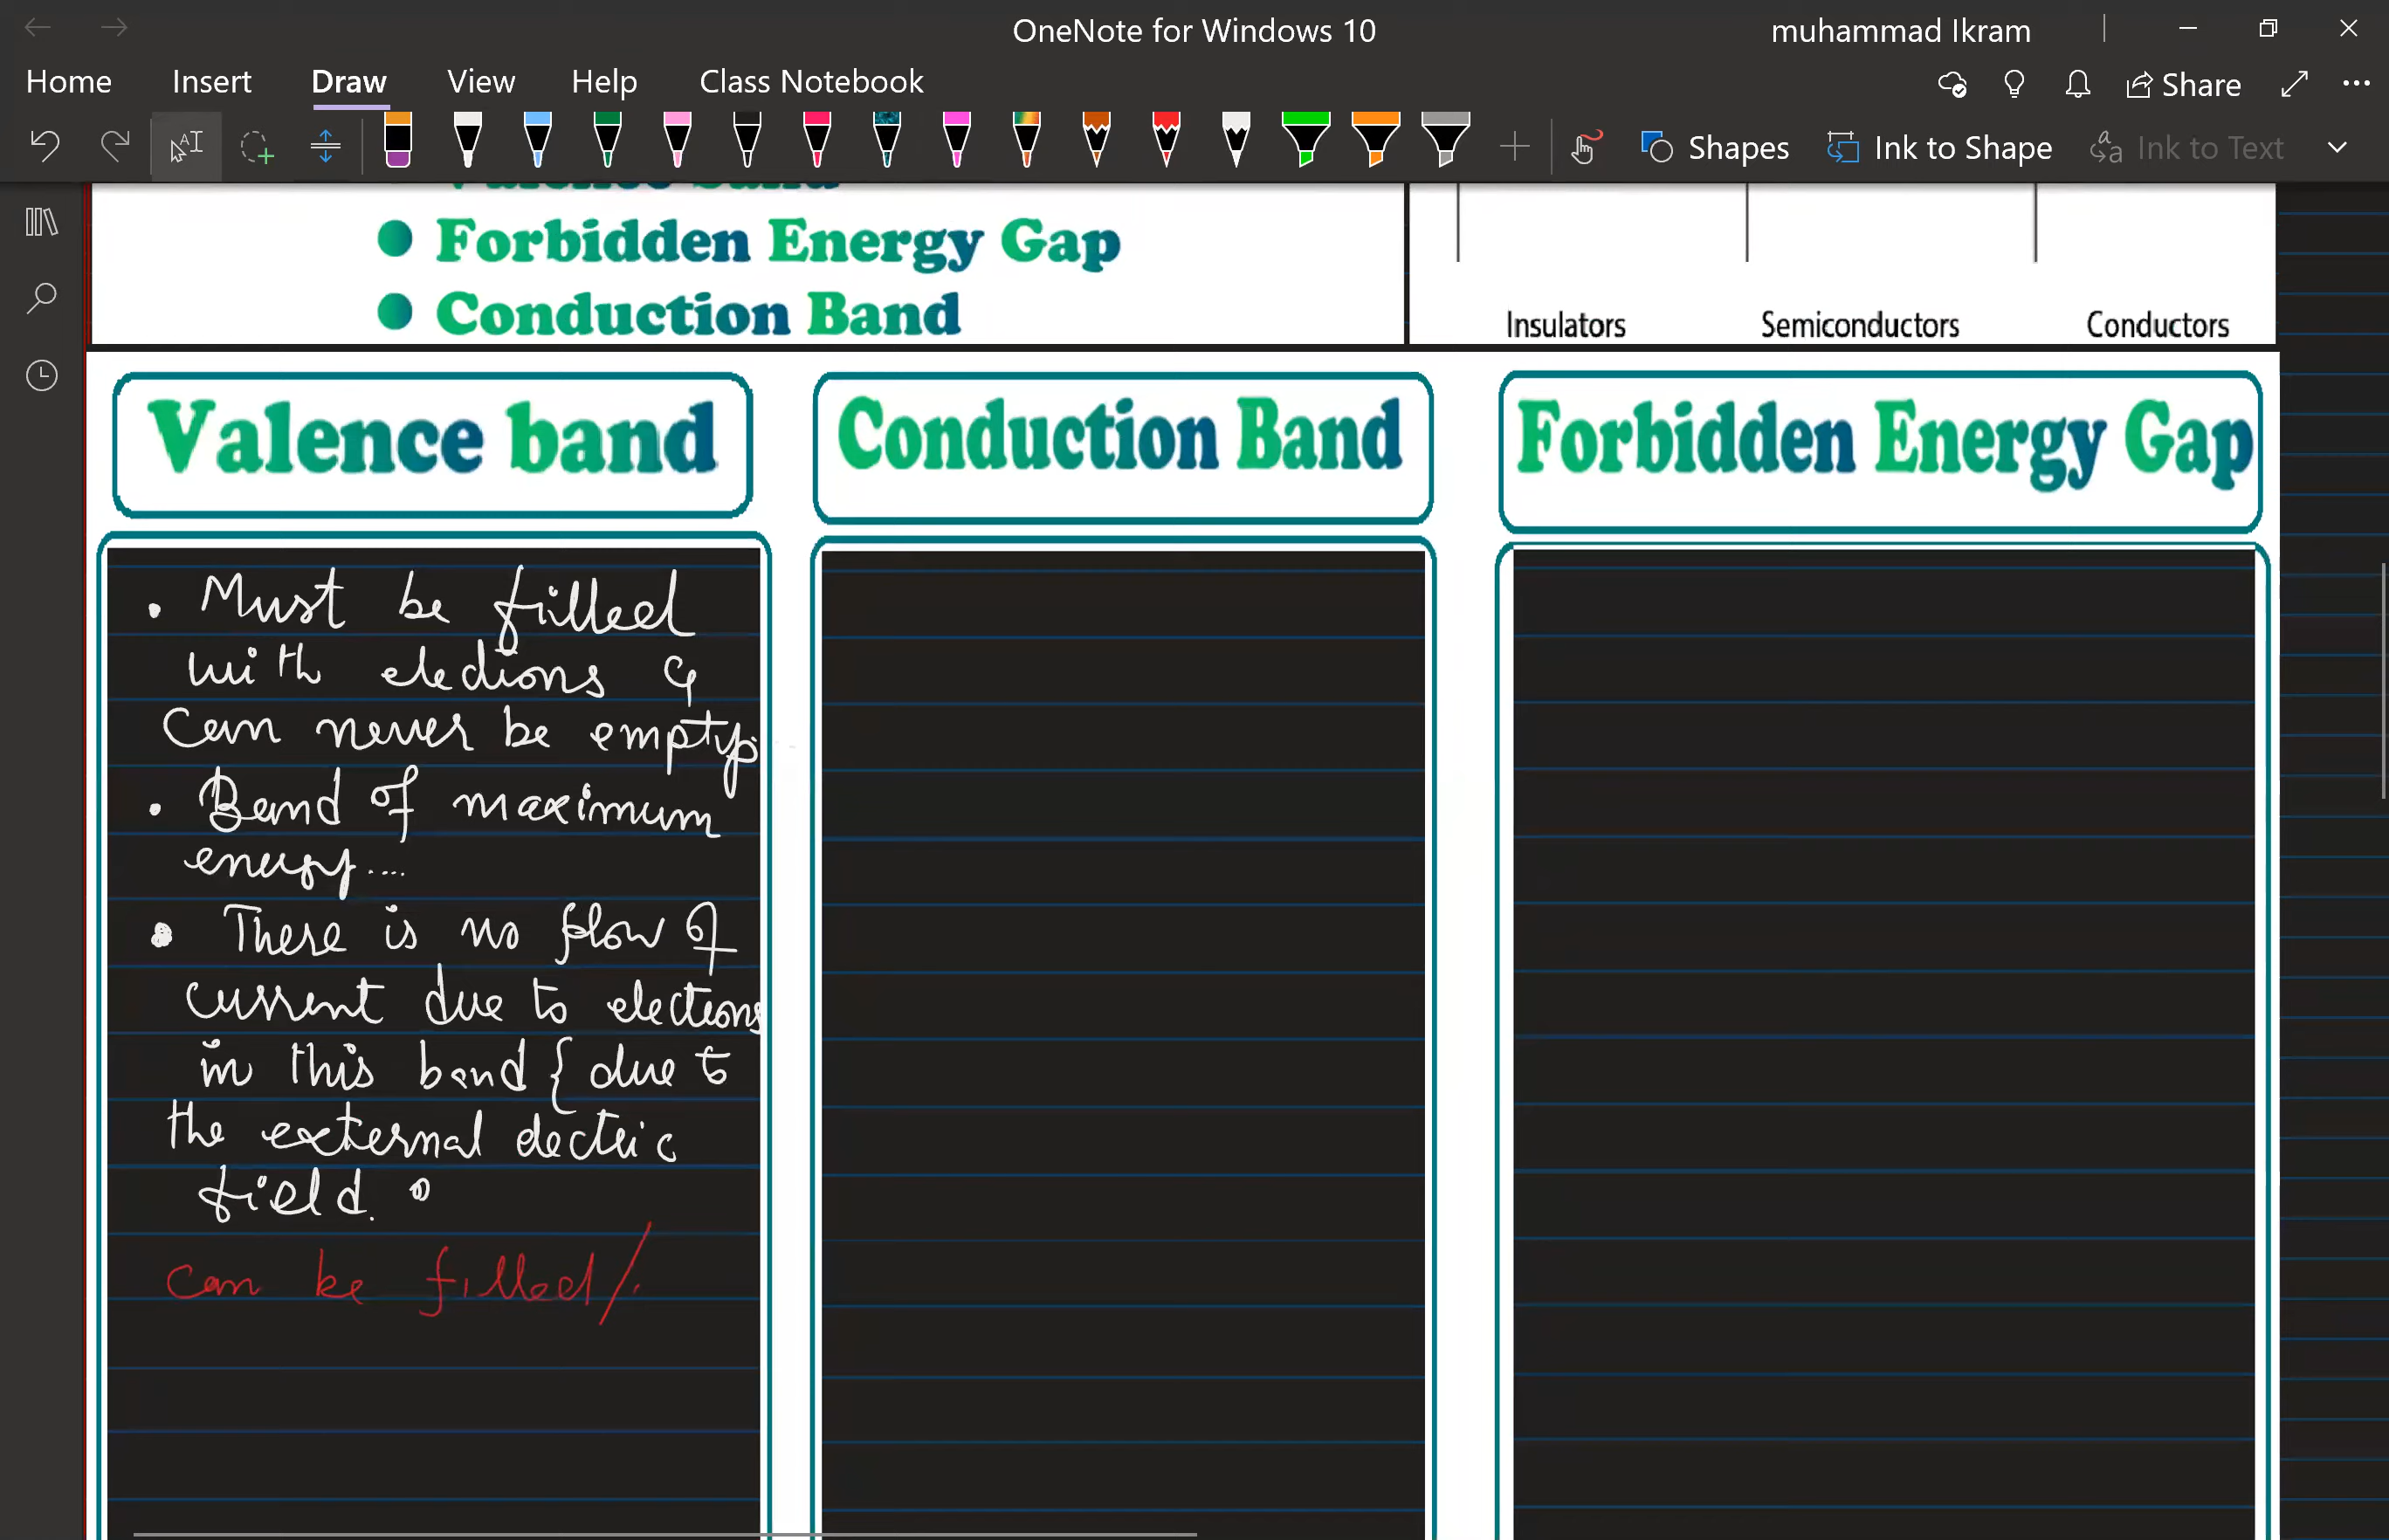 OneNote for Windows 10
muhammad Ikram
Home Insert Draw View Help Class Notebook
Share
Shapes Ink to Shape Ink to Text
Valence band
Forbidden Energy Gap
Conduction Band
Insulators Semiconductors Conductors
Valence band
Conduction Band
Forbidden Energy Gap
• Must be filled
with electrons &
Can never be empty.
• Band of maximum
energy....
• There is no flow of
current due to electrons
in this band { due to
the external electric
field.
Can be filled/.